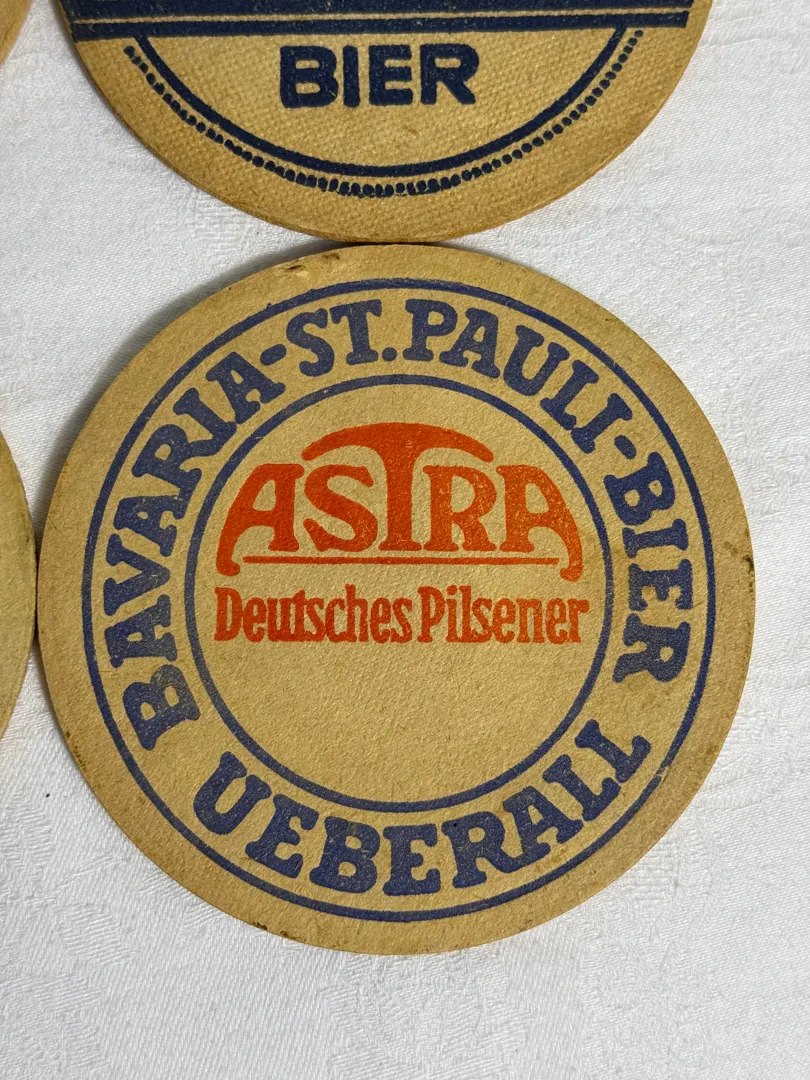 BIER
BAVARIA-ST.PAULI-BIER
ASTRA
Deutsches Pilsener
UEBERALL